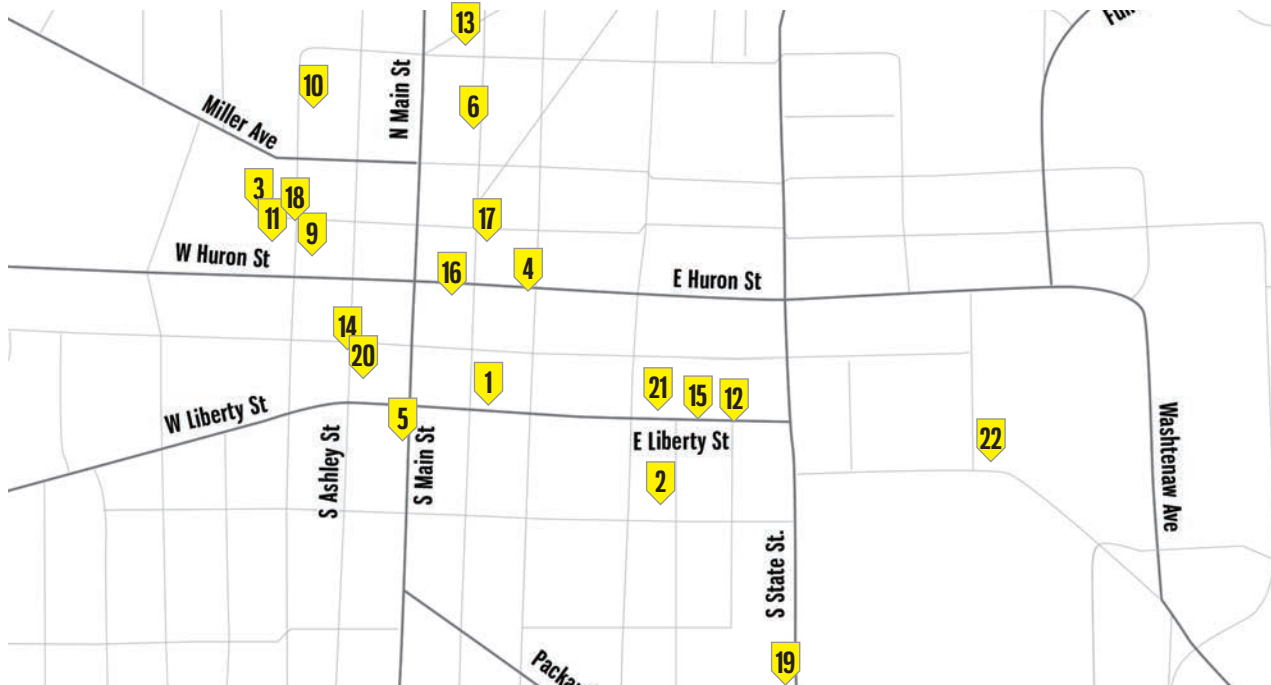 13
10
N Main St
6
Miller Ave
3
18
11
9
17
W Huron St
16
4
E Huron St
14
20
1
21
15
12
5
W Liberty St
E Liberty St
22
Washtenaw Ave
S Ashley St
S Main St
2
S State St.
19